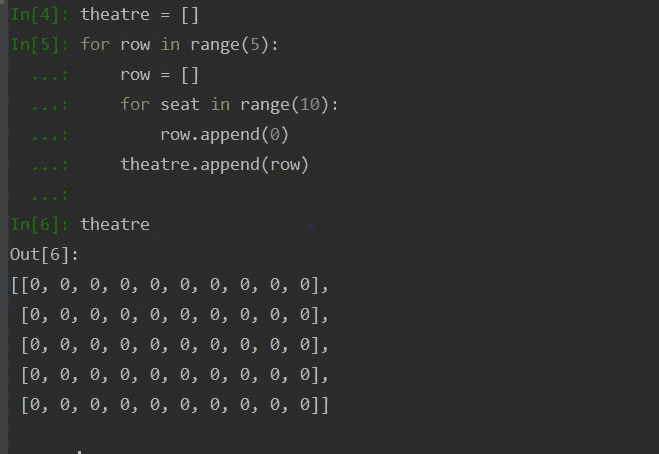 In[4]: theatre = []
In[5]: for row in range(5):
  ...:     row = []
  ...:     for seat in range(10):
  ...:         row.append(0)
  ...:     theatre.append(row)
  ...:
In[6]: theatre
Out[6]:
[[0, 0, 0, 0, 0, 0, 0, 0, 0, 0],
 [0, 0, 0, 0, 0, 0, 0, 0, 0, 0],
 [0, 0, 0, 0, 0, 0, 0, 0, 0, 0],
 [0, 0, 0, 0, 0, 0, 0, 0, 0, 0],
 [0, 0, 0, 0, 0, 0, 0, 0, 0, 0]]